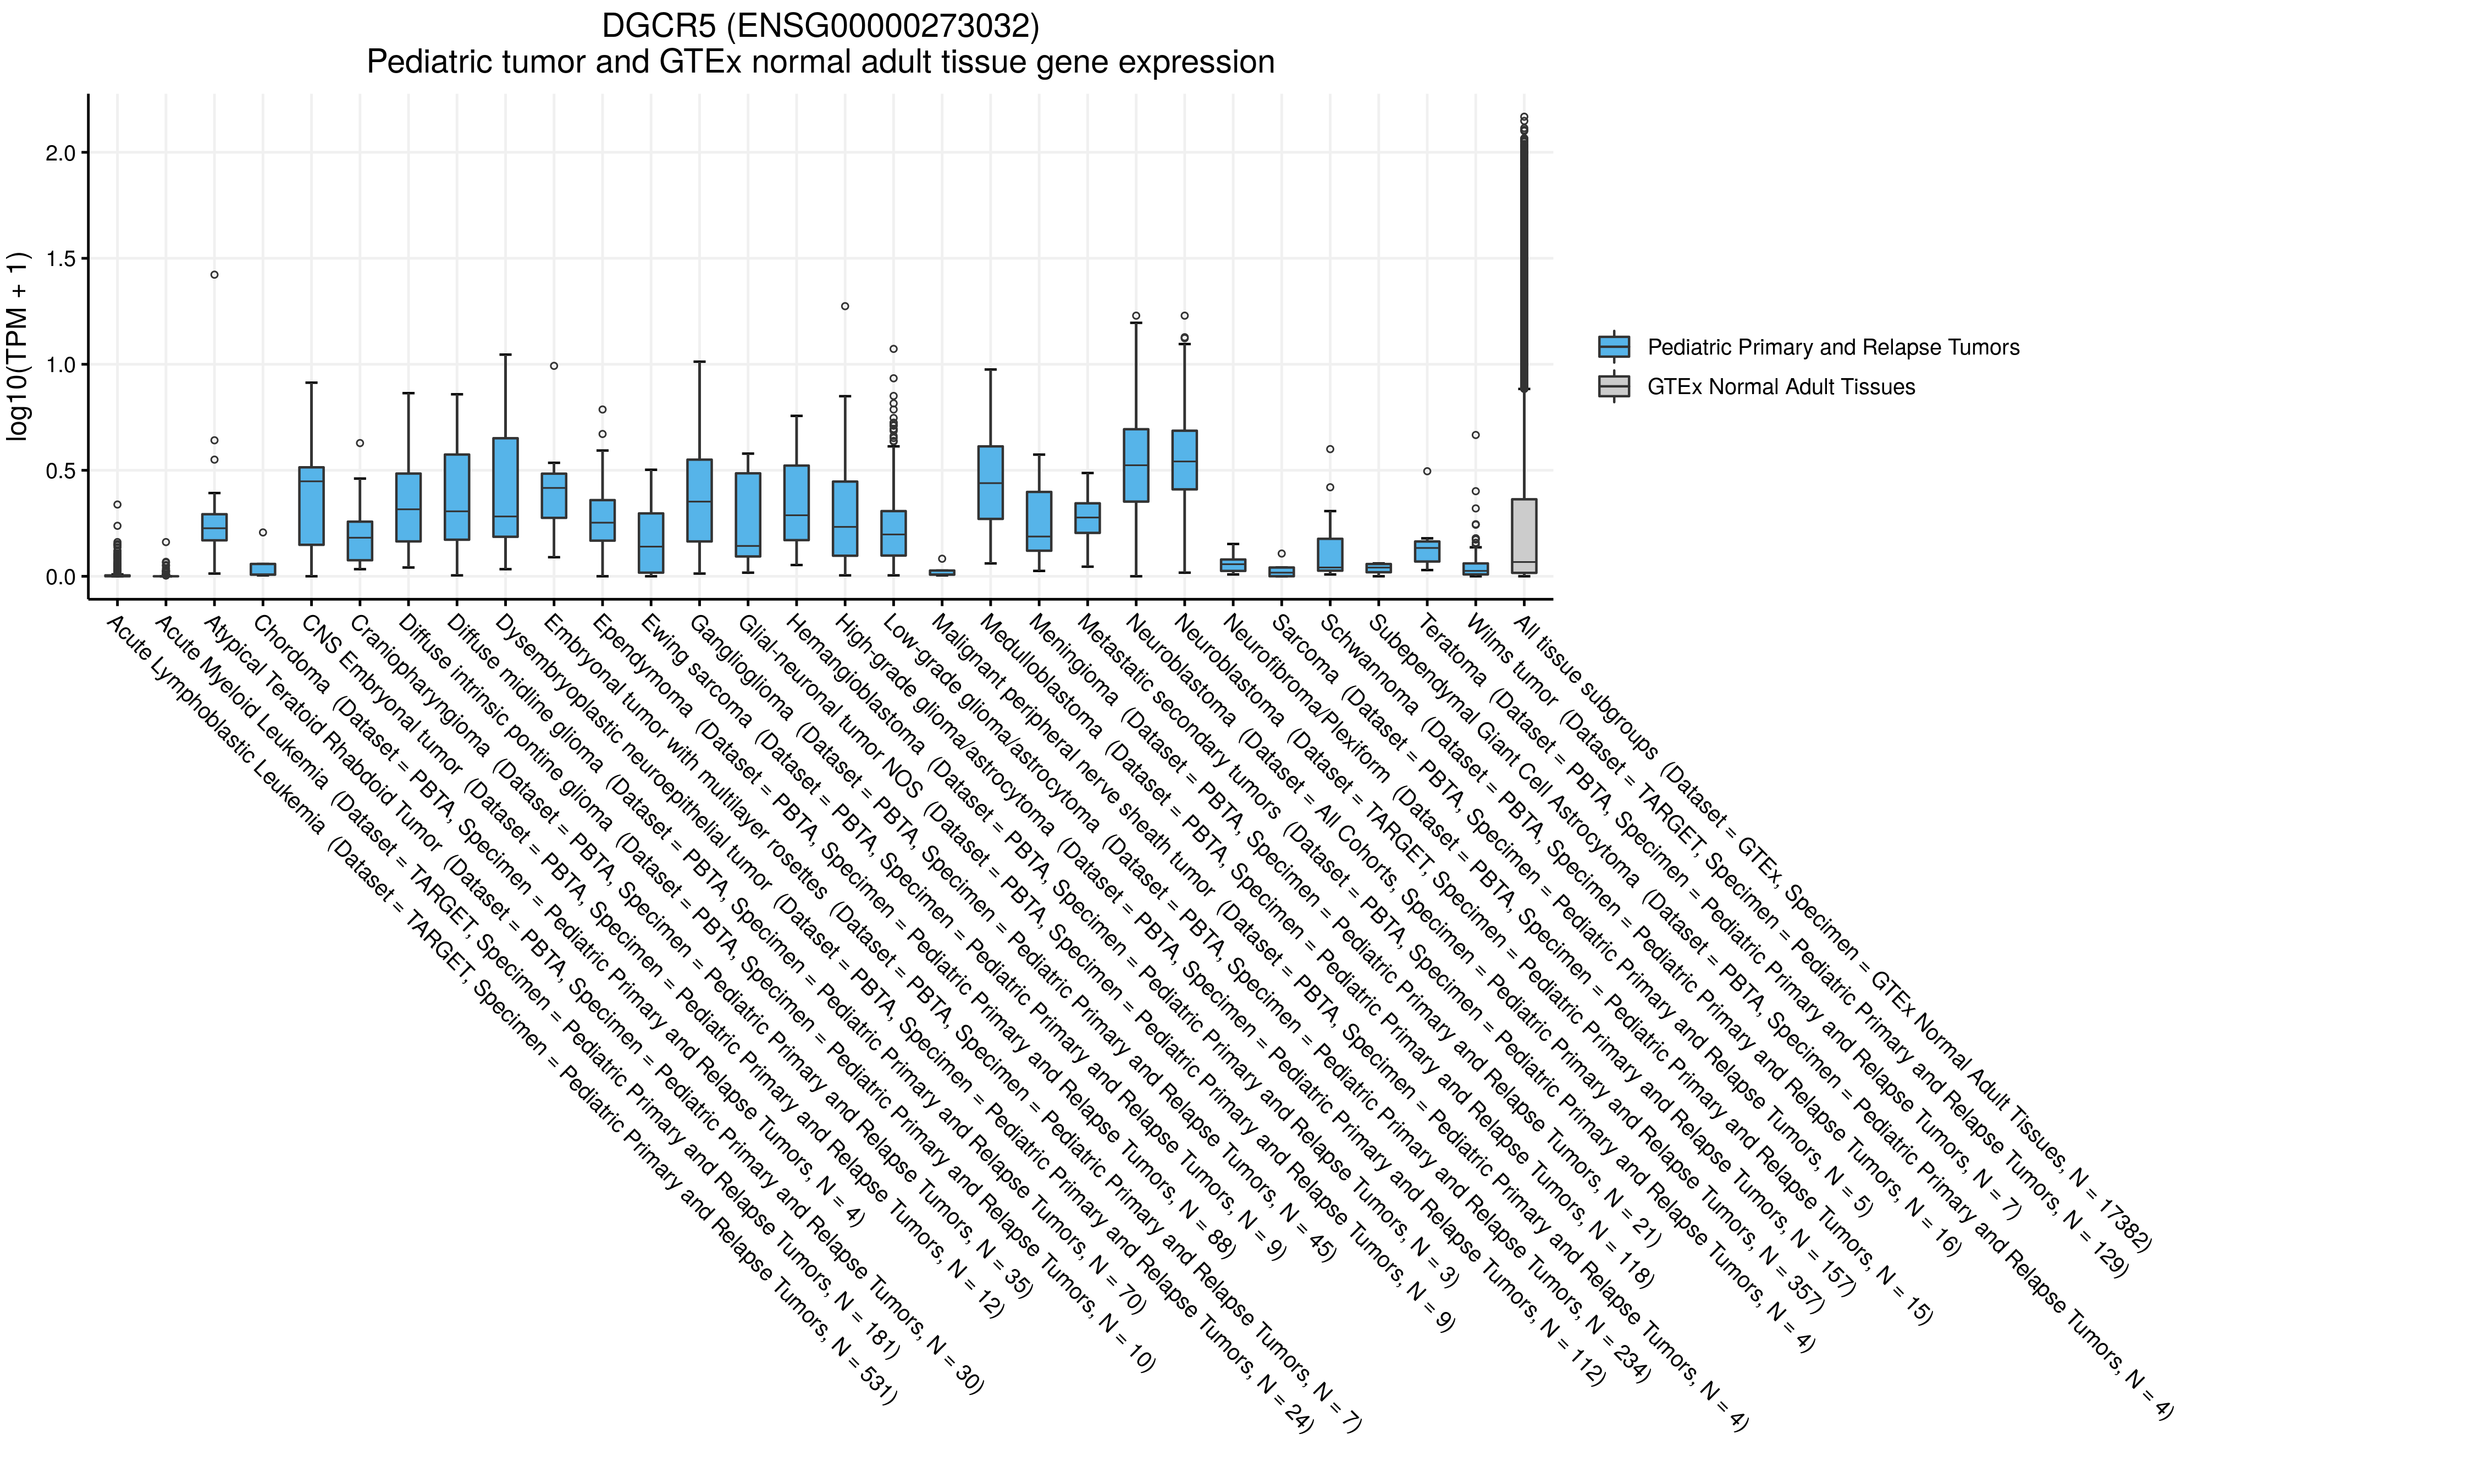 DGCR5 (ENSG00000273032)
Pediatric tumor and GTEx normal adult tissue gene expression
log10(TPM + 1)
2.0
1.5
1.0
0.5
0.0
Pediatric Primary and Relapse Tumors
GTEx Normal Adult Tissues
Acute Lymphoblastic Leukemia (Dataset = TARGET, Specimen = Pediatric Primary and Relapse Tumors, N = 531)
Acute Myeloid Leukemia (Dataset = TARGET, Specimen = Pediatric Primary and Relapse Tumors, N = 181)
Atypical Teratoid Rhabdoid Tumor (Dataset = PBTA, Specimen = Pediatric Primary and Relapse Tumors, N = 30)
Chordoma (Dataset = PBTA, Specimen = Pediatric Primary and Relapse Tumors, N = 4)
CNS Embryonal tumor (Dataset = PBTA, Specimen = Pediatric Primary and Relapse Tumors, N = 12)
Craniopharyngioma (Dataset = PBTA, Specimen = Pediatric Primary and Relapse Tumors, N = 35)
Diffuse intrinsic pontine glioma (Dataset = PBTA, Specimen = Pediatric Primary and Relapse Tumors, N = 10)
Diffuse midline glioma (Dataset = PBTA, Specimen = Pediatric Primary and Relapse Tumors, N = 70)
Dysembryoplastic neuroepithelial tumor (Dataset = PBTA, Specimen = Pediatric Primary and Relapse Tumors, N = 24)
Embryonal tumor with multilayer rosettes (Dataset = PBTA, Specimen = Pediatric Primary and Relapse Tumors, N = 7)
Ependymoma (Dataset = PBTA, Specimen = Pediatric Primary and Relapse Tumors, N = 88)
Ewing sarcoma (Dataset = PBTA, Specimen = Pediatric Primary and Relapse Tumors, N = 9)
Ganglioglioma (Dataset = PBTA, Specimen = Pediatric Primary and Relapse Tumors, N = 45)
Glial-neuronal tumor NOS (Dataset = PBTA, Specimen = Pediatric Primary and Relapse Tumors, N = 9)
Hemangioblastoma (Dataset = PBTA, Specimen = Pediatric Primary and Relapse Tumors, N = 3)
High-grade glioma/astrocytoma (Dataset = PBTA, Specimen = Pediatric Primary and Relapse Tumors, N = 112)
Low-grade glioma/astrocytoma (Dataset = PBTA, Specimen = Pediatric Primary and Relapse Tumors, N = 234)
Malignant peripheral nerve sheath tumor (Dataset = PBTA, Specimen = Pediatric Primary and Relapse Tumors, N = 4)
Medulloblastoma (Dataset = PBTA, Specimen = Pediatric Primary and Relapse Tumors, N = 118)
Meningioma (Dataset = PBTA, Specimen = Pediatric Primary and Relapse Tumors, N = 21)
Metastatic secondary tumors (Dataset = PBTA, Specimen = Pediatric Primary and Relapse Tumors, N = 4)
Neuroblastoma (Dataset = All Cohorts, Specimen = Pediatric Primary and Relapse Tumors, N = 357)
Neuroblastoma (Dataset = TARGET, Specimen = Pediatric Primary and Relapse Tumors, N = 157)
Neurofibroma/Plexiform (Dataset = PBTA, Specimen = Pediatric Primary and Relapse Tumors, N = 15)
Sarcoma (Dataset = PBTA, Specimen = Pediatric Primary and Relapse Tumors, N = 5)
Schwannoma (Dataset = PBTA, Specimen = Pediatric Primary and Relapse Tumors, N = 16)
Subependymal Giant Cell Astrocytoma (Dataset = PBTA, Specimen = Pediatric Primary and Relapse Tumors, N = 4)
Teratoma (Dataset = PBTA, Specimen = Pediatric Primary and Relapse Tumors, N = 7)
Wilms tumor (Dataset = TARGET, Specimen = Pediatric Primary and Relapse Tumors, N = 129)
All tissue subgroups (Dataset = GTEx, Specimen = GTEx Normal Adult Tissues, N = 17382)